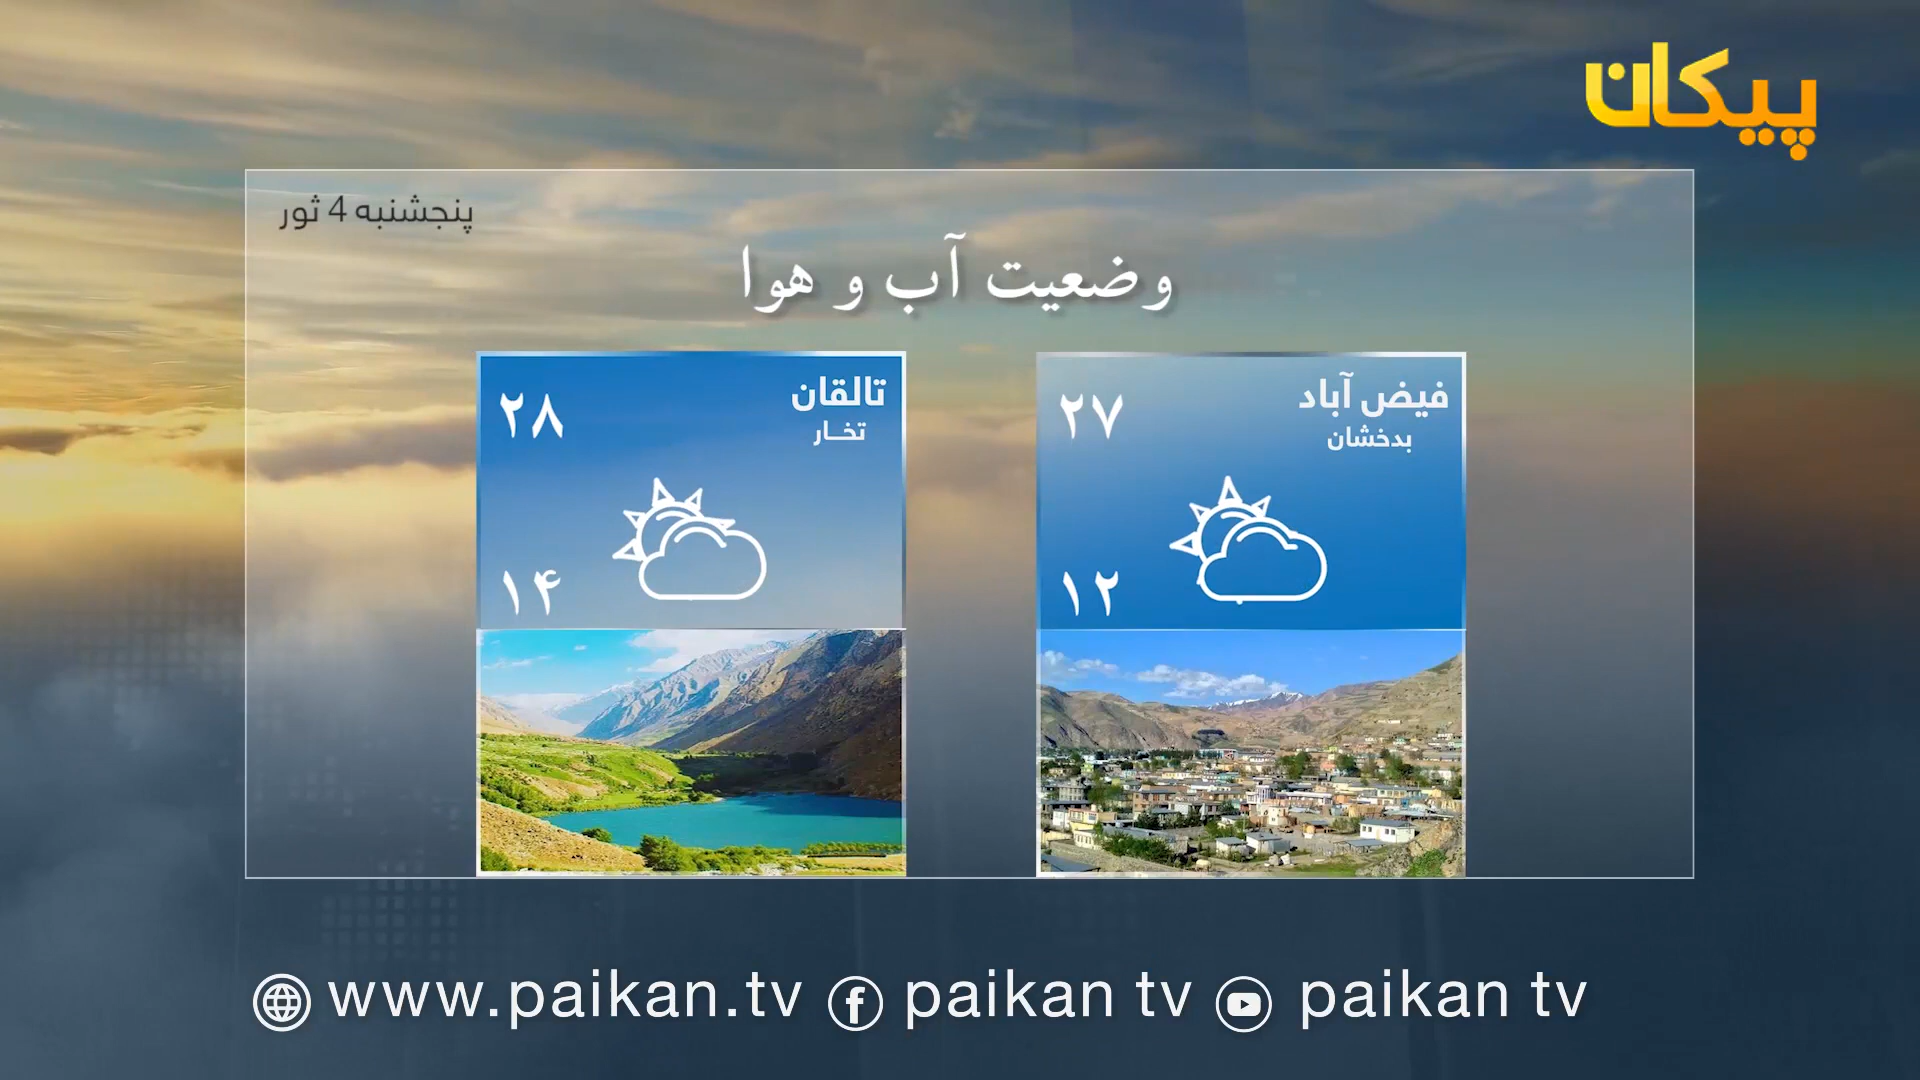 پیکان
پنجشنبه 4 ثور
وضعیت آب و هوا
فیض آباد
بدخشان
۲۷
۱۲
تالقان
تخـار
۲۸
۱۴
www.paikan.tv paikan tv paikan tv